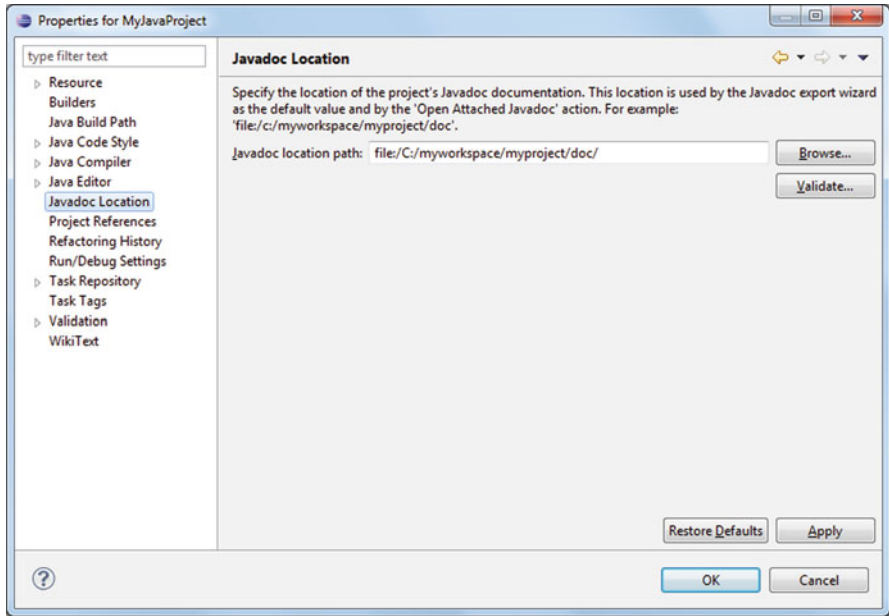 Properties for MyJavaProject
type filter text
Resource
Builders
Java Build Path
Java Code Style
Java Compiler
Java Editor
Javadoc Location
Project References
Refactoring History
Run/Debug Settings
Task Repository
Task Tags
Validation
WikiText
Javadoc Location
Specify the location of the project's Javadoc documentation. This location is used by the Javadoc export wizard
as the default value and by the 'Open Attached Javadoc' action. For example:
'file:/c:/myworkspace/myproject/doc'.
Javadoc location path: file:/C:/myworkspace/myproject/doc/ Browse...
Validate...
Restore Defaults Apply
? OK Cancel